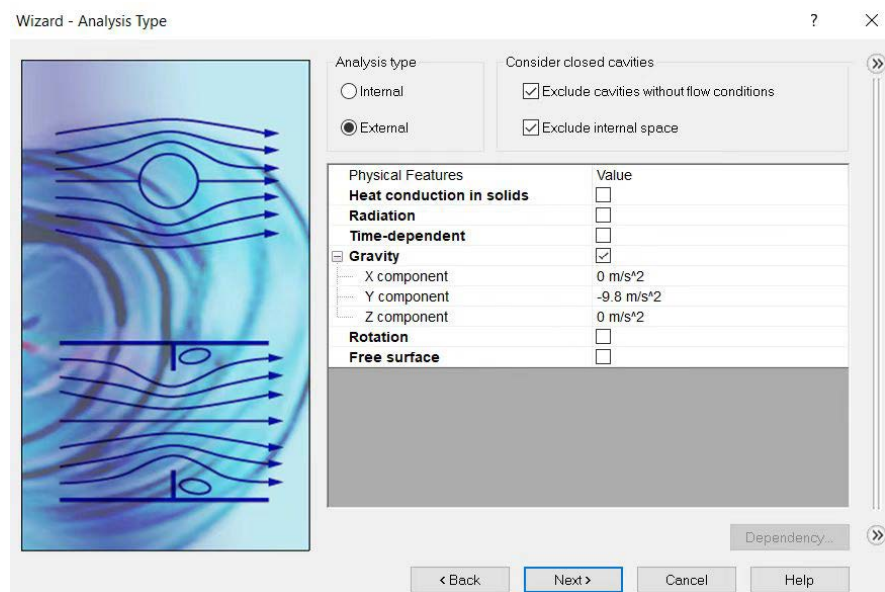 Wizard - Analysis Type
?
Analysis type
Consider closed cavities
Internal
Exclude cavities without flow conditions
External
Exclude internal space
Physical Features Value
Heat conduction in solids
Radiation
Time-dependent
Gravity
X component 0 m/s^2
Y component -9.8 m/s^2
Z component 0 m/s^2
Rotation
Free surface
Dependency...
< Back Next > Cancel Help